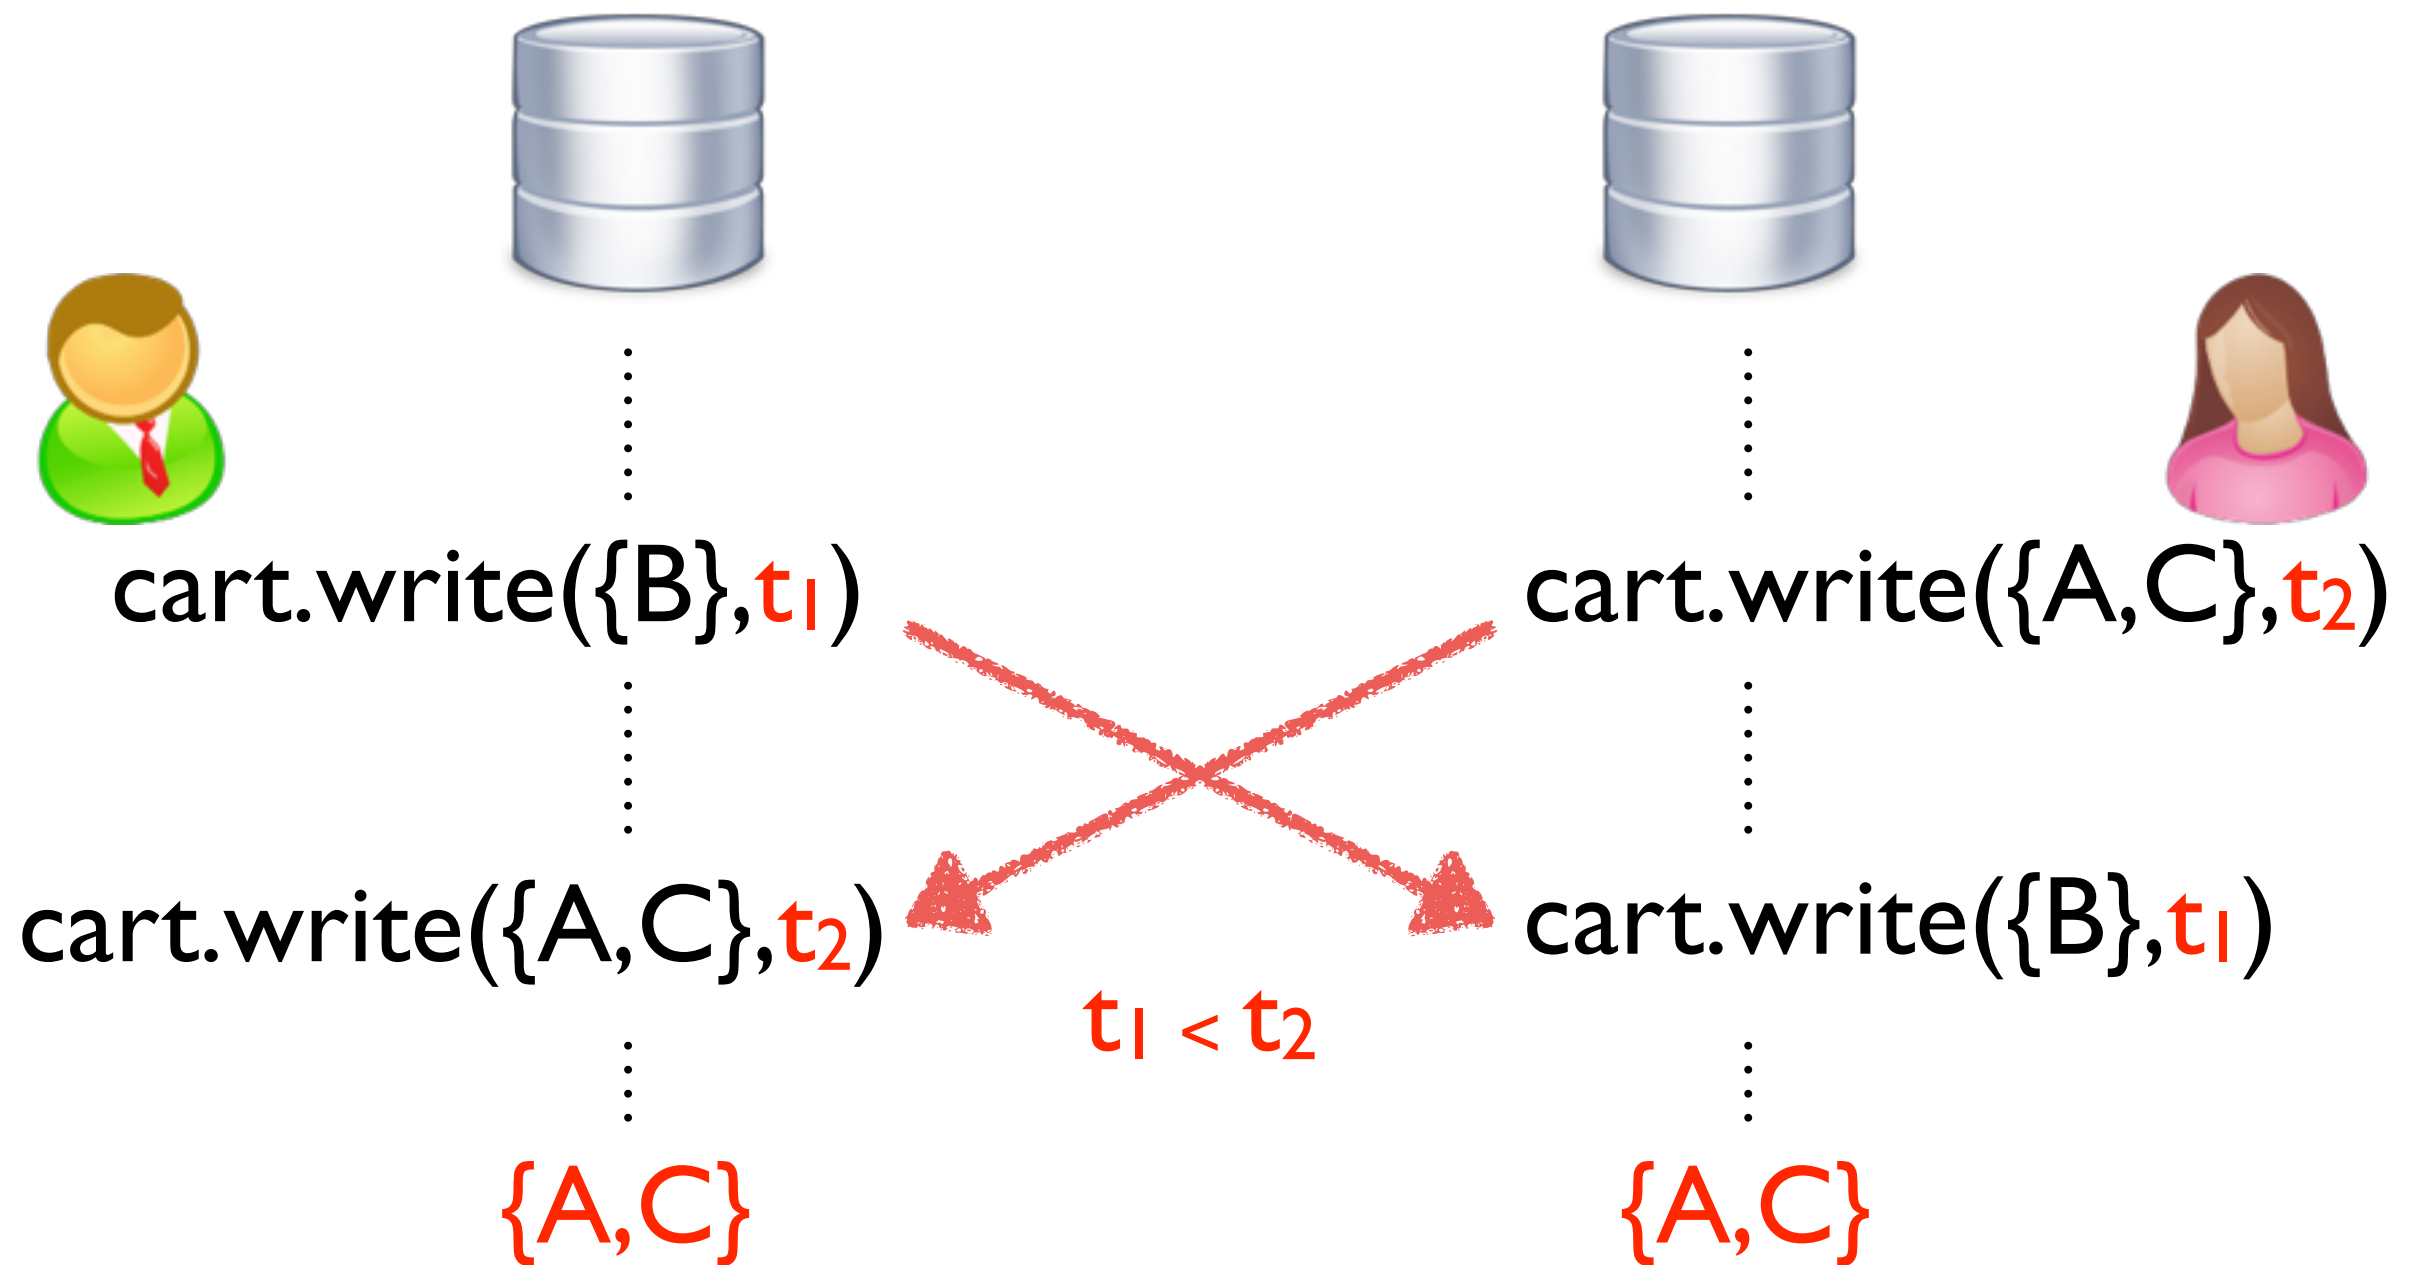 cart.write({B},t1)
cart.write({A,C},t2)
cart.write({A,C},t2)
cart.write({B},t1)
t1 < t2
{A,C}
{A,C}